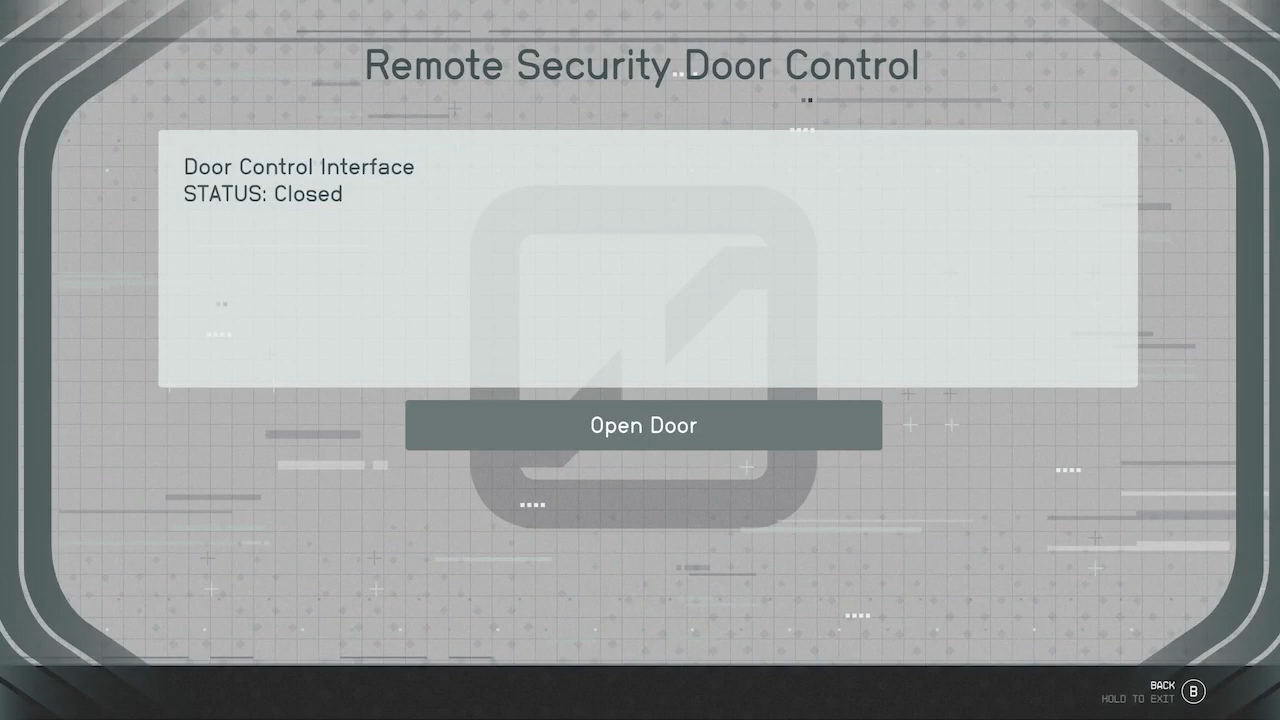 Remote Security Door Control
Door Control Interface
STATUS: Closed
Open Door
BACK
HOLD TO EXIT
B